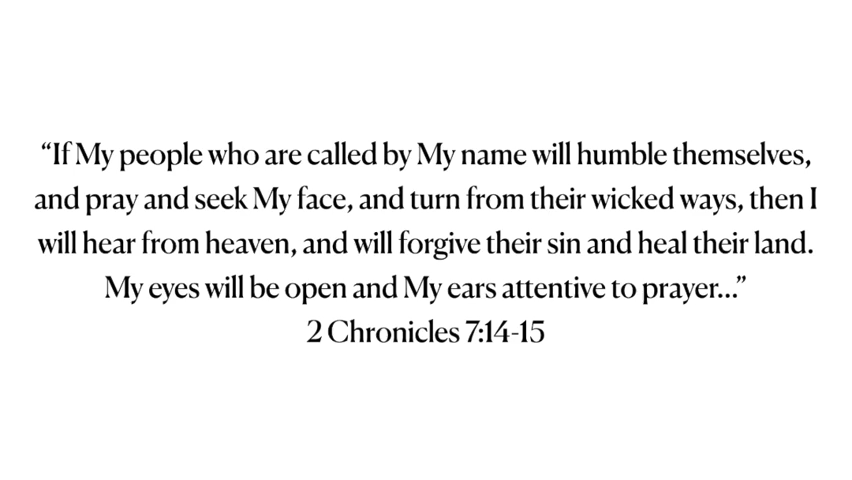 “If My people who are called by My name will humble themselves,
and pray and seek My face, and turn from their wicked ways, then I
will hear from heaven, and will forgive their sin and heal their land.
My eyes will be open and My ears attentive to prayer...”
2 Chronicles 7:14-15